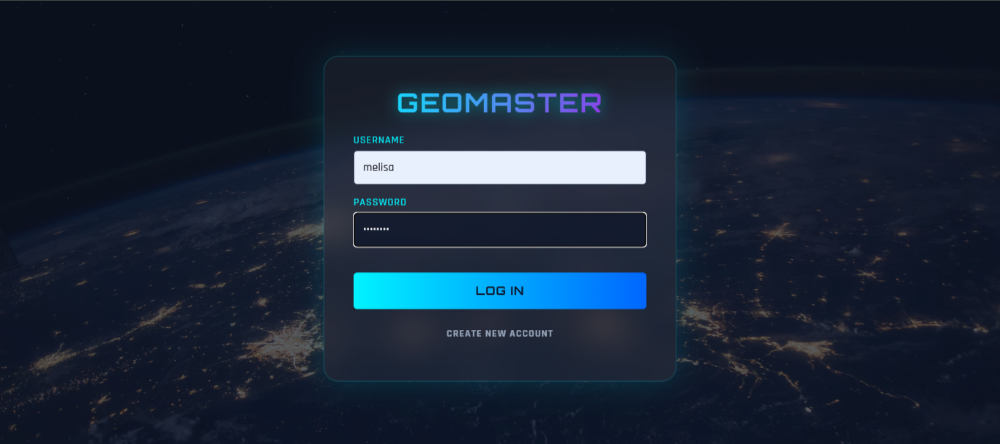 GEOMASTER
USERNAME
melisa
PASSWORD
••••••••
LOG IN
CREATE NEW ACCOUNT